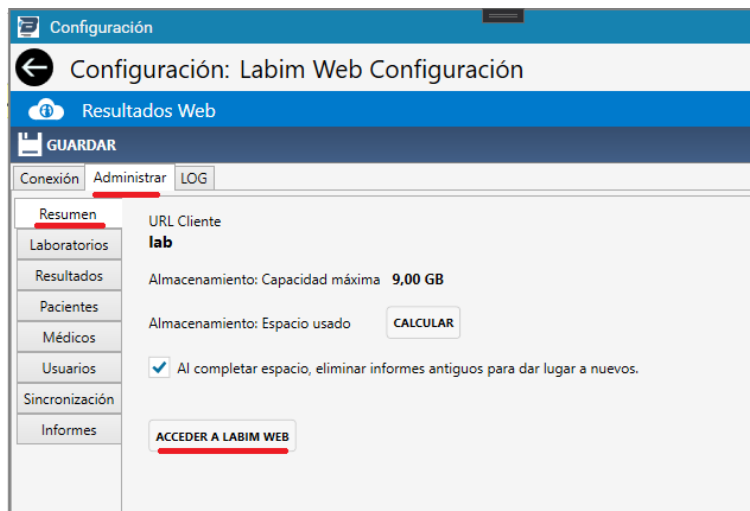 Configuración
Configuración: Labim Web Configuración
Resultados Web
GUARDAR
Conexión Administrar LOG
Resumen
Laboratorios
Resultados
Pacientes
Médicos
Usuarios
Sincronización
Informes
URL Cliente
lab
Almacenamiento: Capacidad máxima 9,00 GB
Almacenamiento: Espacio usado CALCULAR
Al completar espacio, eliminar informes antiguos para dar lugar a nuevos.
ACCEDER A LABIM WEB